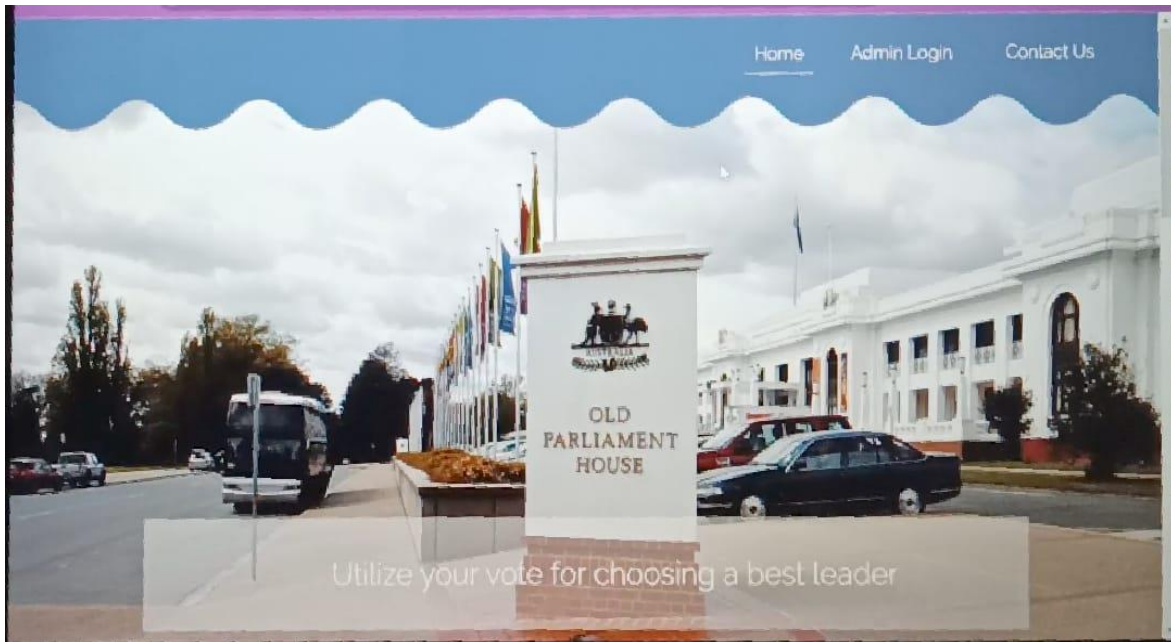 Home Admin Login Contact Us
AUSTRALIA
OLD
PARLIAMENT
HOUSE
Utilize your vote for choosing a best leader